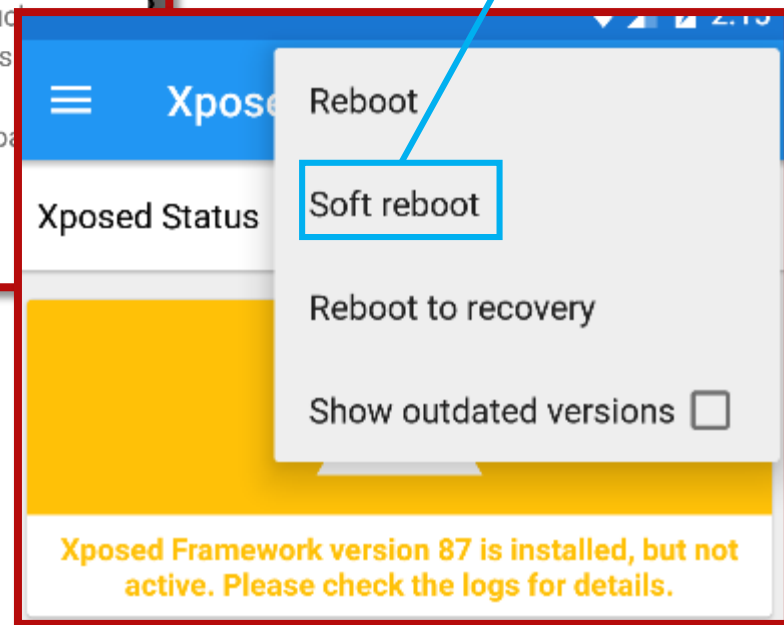 Xpose
Reboot
Xposed Status
Soft reboot
Reboot to recovery
Show outdated versions
Xposed Framework version 87 is installed, but not
active. Please check the logs for details.